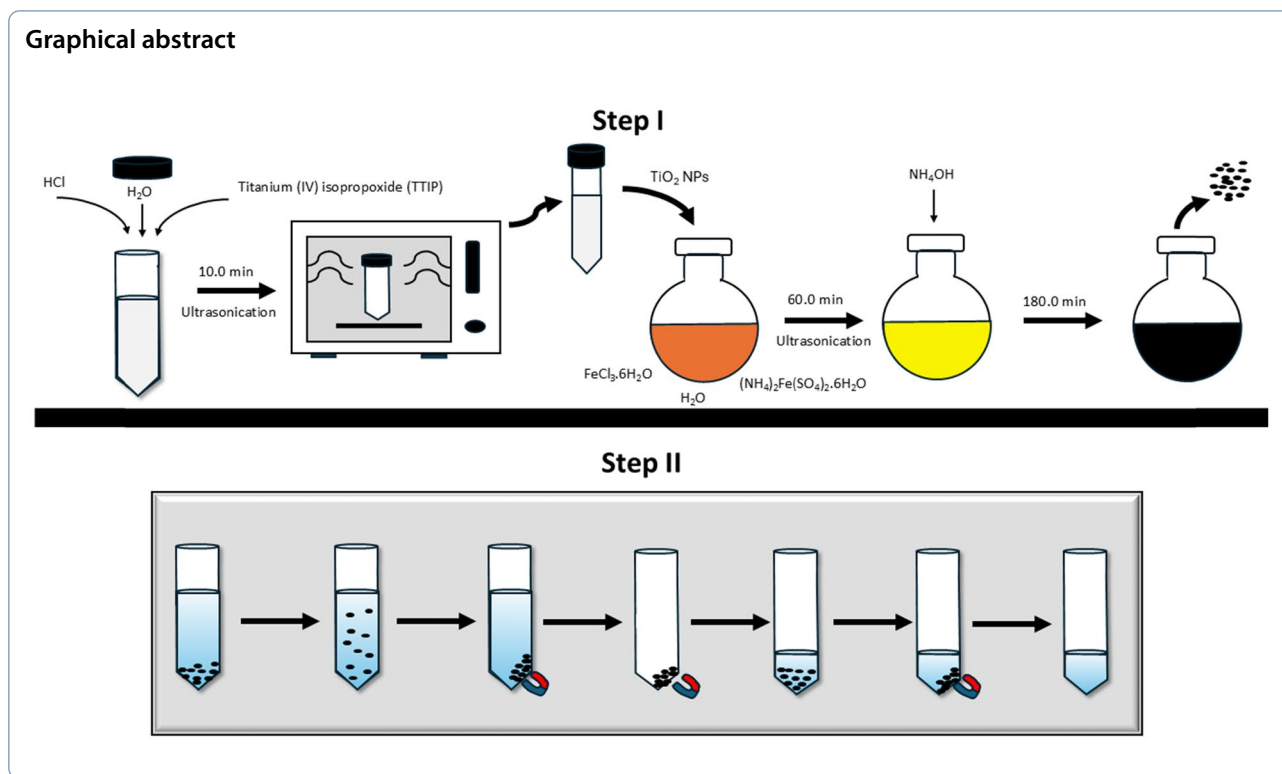 Graphical abstract
Step I
HCl
H₂O
Titanium (IV) isopropoxide (TTIP)
10.0 min
Ultrasonication
TiO₂ NPs
FeCl₃.6H₂O
H₂O
(NH₄)₂Fe(SO₄)₂.6H₂O
60.0 min
Ultrasonication
NH₄OH
180.0 min
Step II